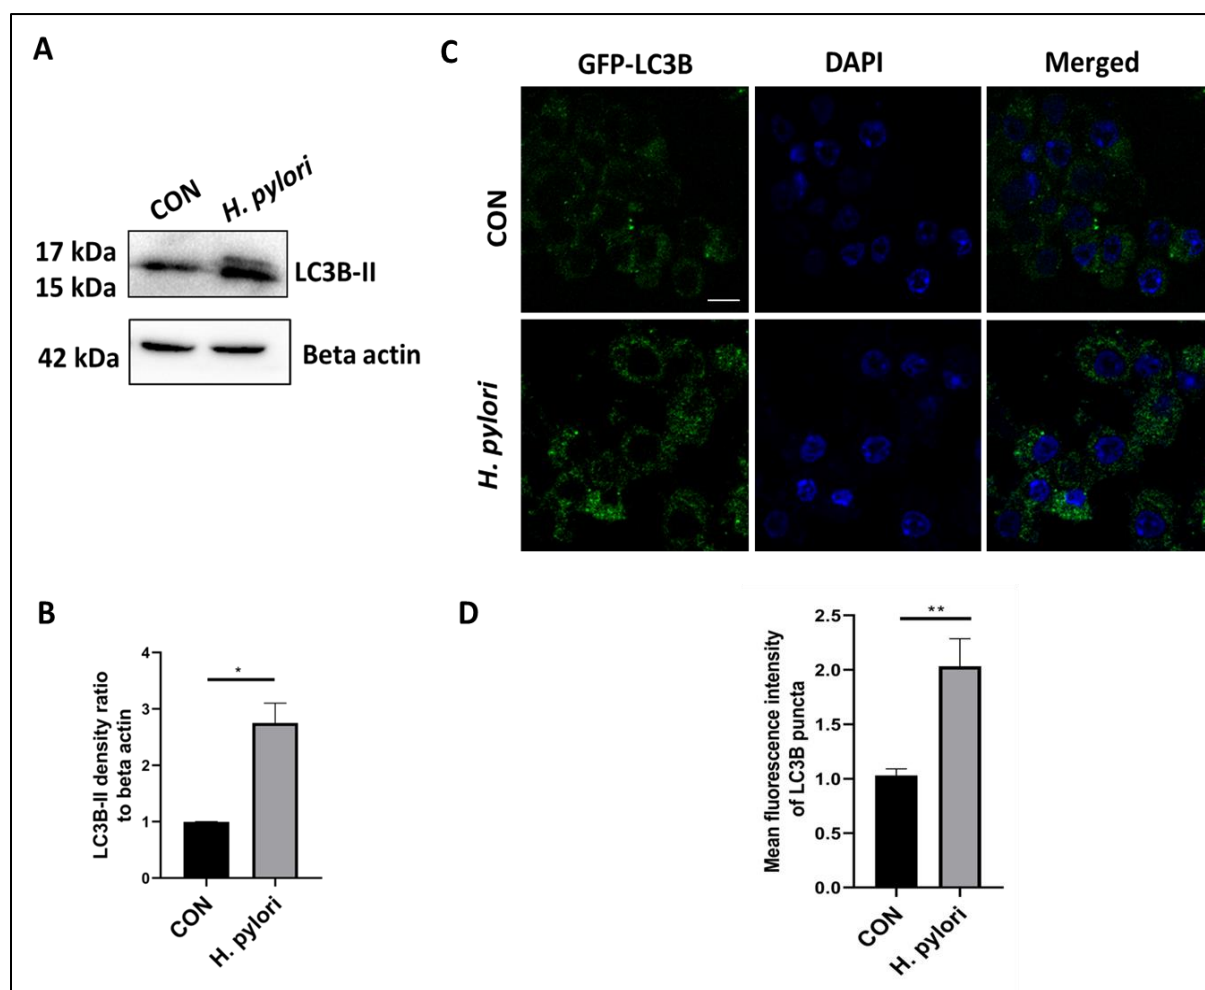 A
CON
H. pylori
17 kDa
15 kDa
LC3B-II
42 kDa
Beta actin
C
GFP-LC3B
DAPI
Merged
CON
H. pylori
B
LC3B-II density ratio
to beta actin
4
3
2
1
0
*
CON
H. pylori
D
Mean fluorescence intensity
of LC3B puncta
2.5
2.0
1.5
1.0
0.5
0.0
**
CON
H. pylori